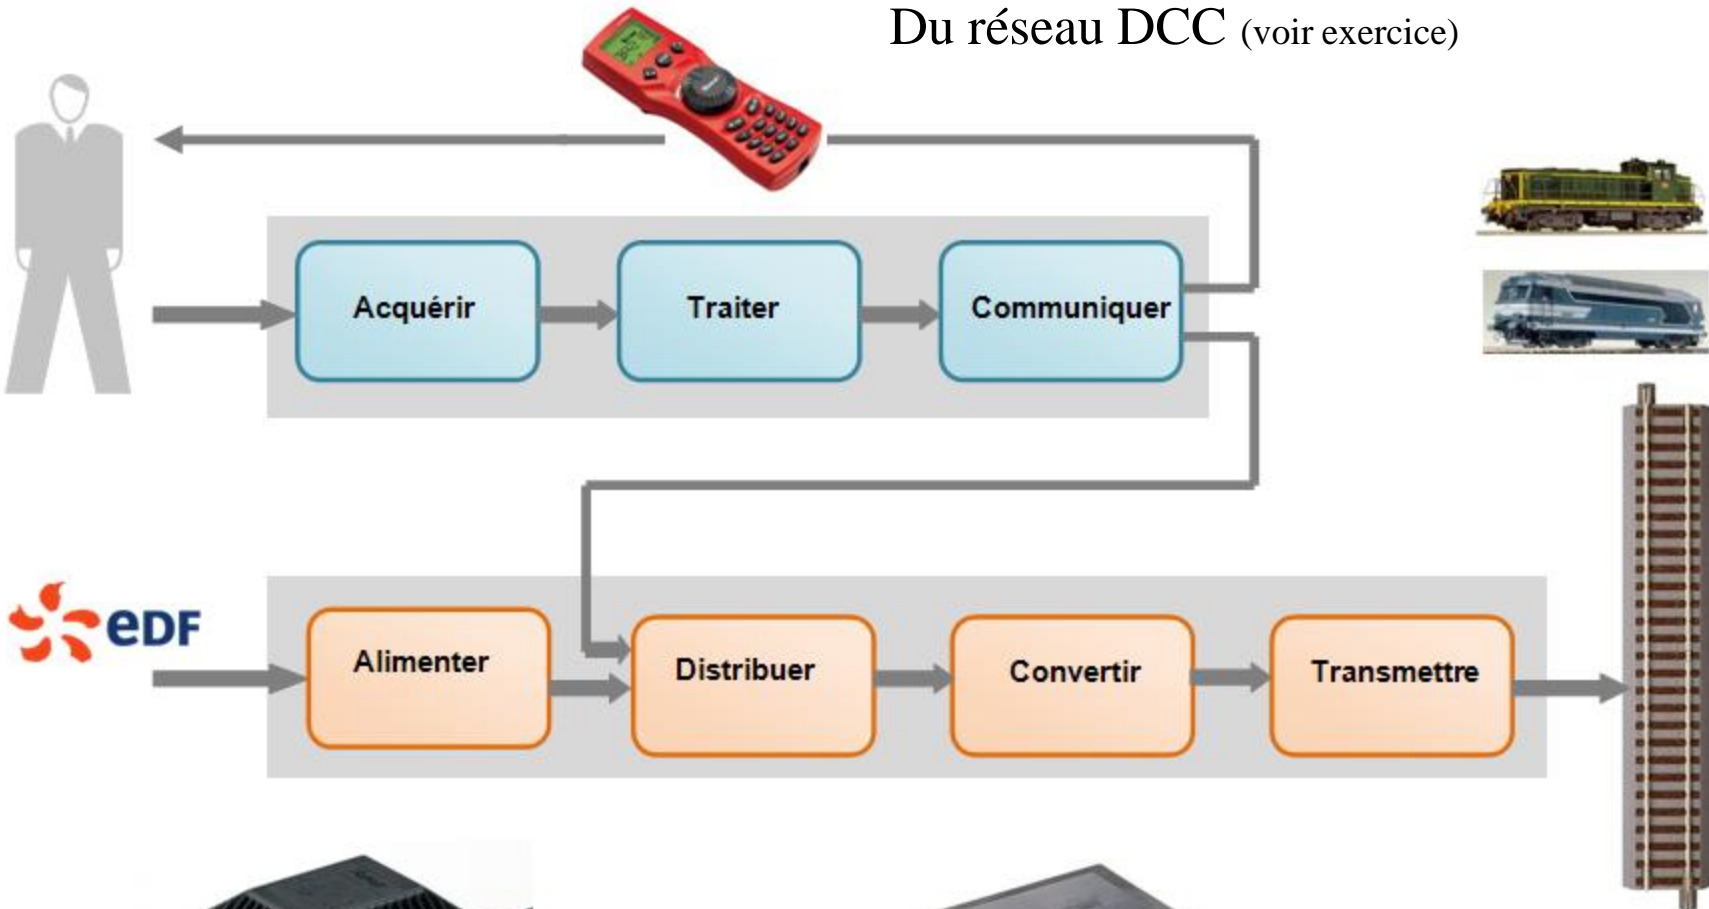 Du réseau DCC (voir exercice)
Acquérir
Traiter
Communiquer
eDF
Alimenter
Distribuer
Convertir
Transmettre